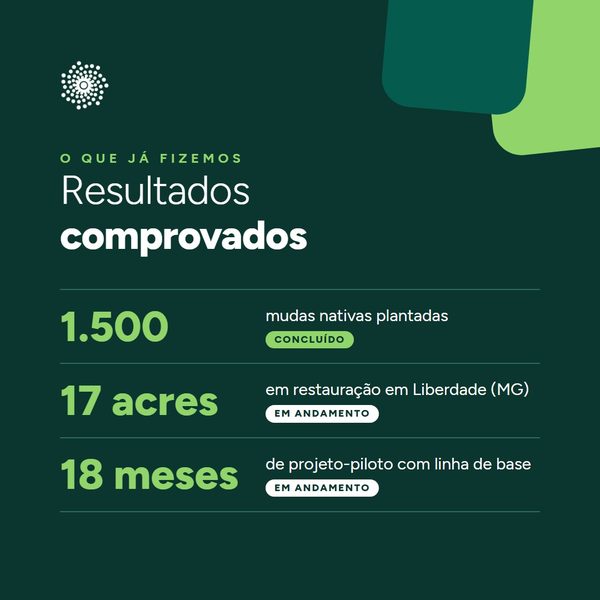 O QUE JÁ FIZEMOS
Resultados
comprovados
1.500
mudas nativas plantadas
CONCLUÍDO
17 acres
em restauração em Liberdade (MG)
EM ANDAMENTO
18 meses
de projeto-piloto com linha de base
EM ANDAMENTO